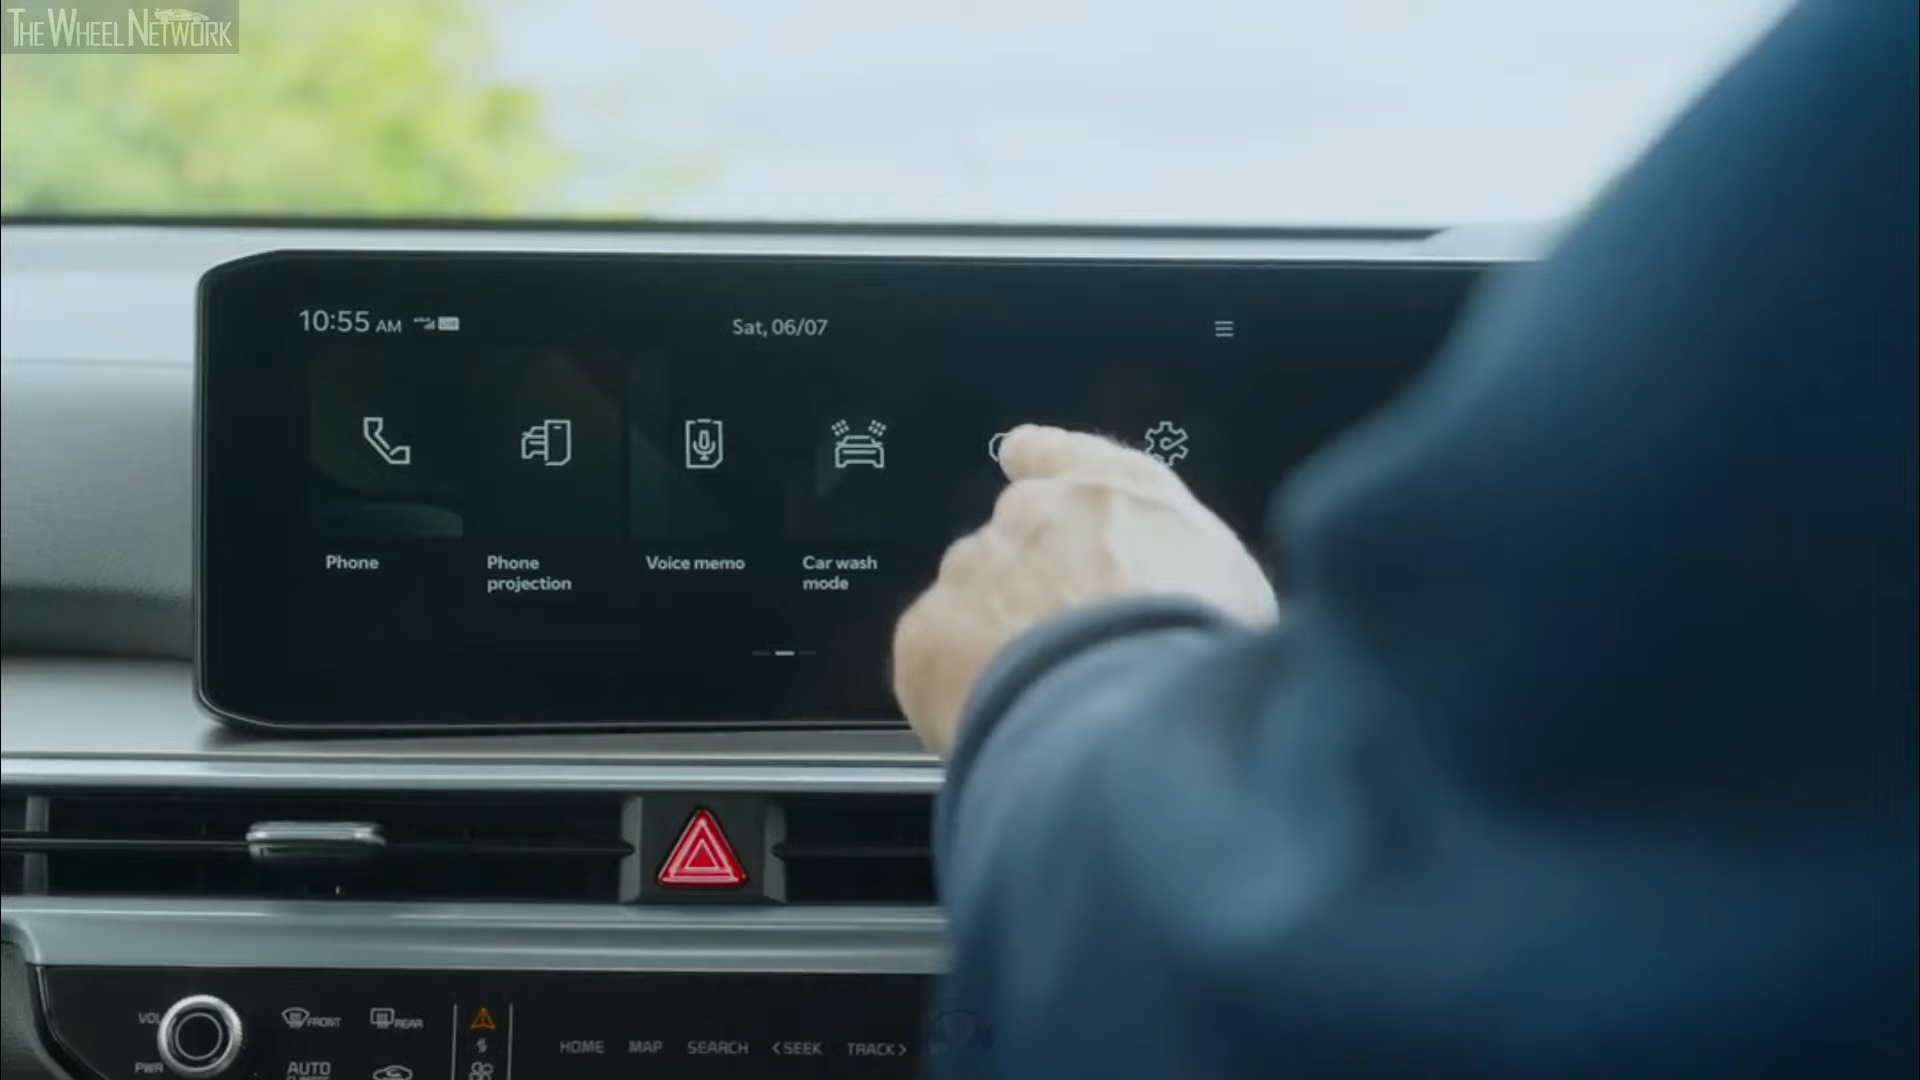 THE WHEEL NETWORK
10:55 AM
Sat, 06/07
Phone
Phone
projection
Voice memo
Car wash
mode
VOL
FRONT
REAR
HOME MAP SEARCH <SEEK TRACK>
PWR
AUTO